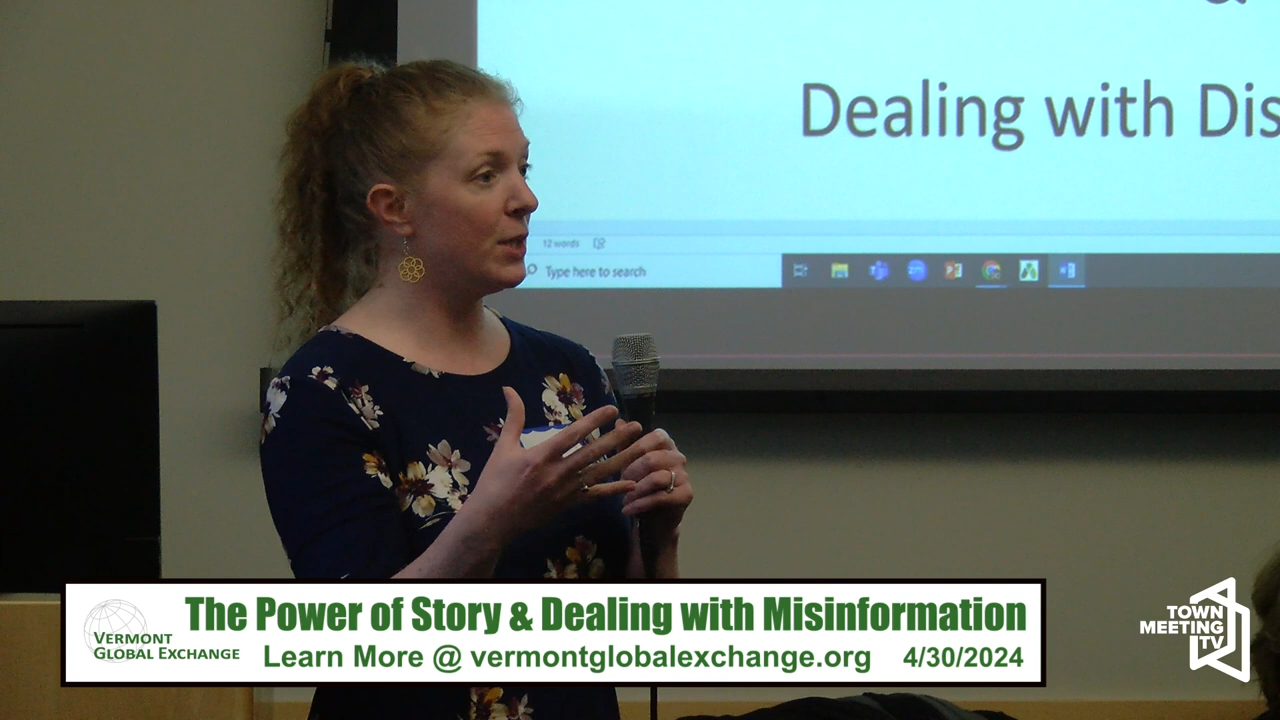 Dealing with Dis
12 words
Type here to search
The Power of Story & Dealing with Misinformation
VERMONT
GLOBAL EXCHANGE
Learn More @ vermontglobalexchange.org 4/30/2024
TOWN
MEETING
TV